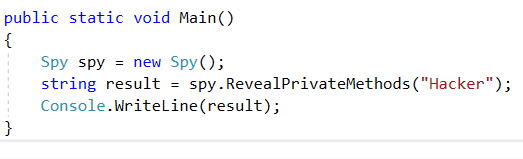 public static void Main()
{
    Spy spy = new Spy();
    string result = spy.RevealPrivateMethods("Hacker");
    Console.WriteLine(result);
}